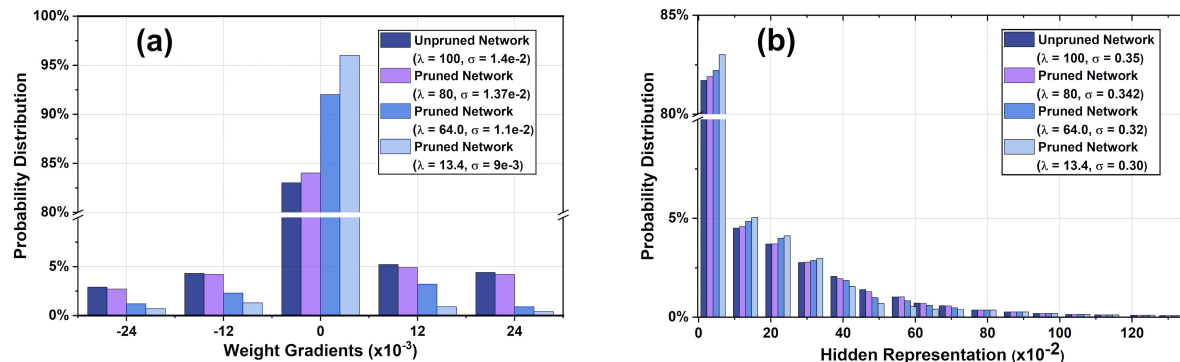 (a)
Probability Distribution
100%
95%
90%
85%
80%
5%
0%
Unpruned Network
(λ = 100, σ = 1.4e-2)
Pruned Network
(λ = 80, σ = 1.37e-2)
Pruned Network
(λ = 64.0, σ = 1.1e-2)
Pruned Network
(λ = 13.4, σ = 9e-3)
-24 -12 0 12 24
Weight Gradients (x10⁻³)
(b)
Probability Distribution
85%
80%
5%
0%
Unpruned Network
(λ = 100, σ = 0.35)
Pruned Network
(λ = 80, σ = 0.342)
Pruned Network
(λ = 64.0, σ = 0.32)
Pruned Network
(λ = 13.4, σ = 0.30)
0 20 40 60 80 100 120
Hidden Representation (x10⁻²)